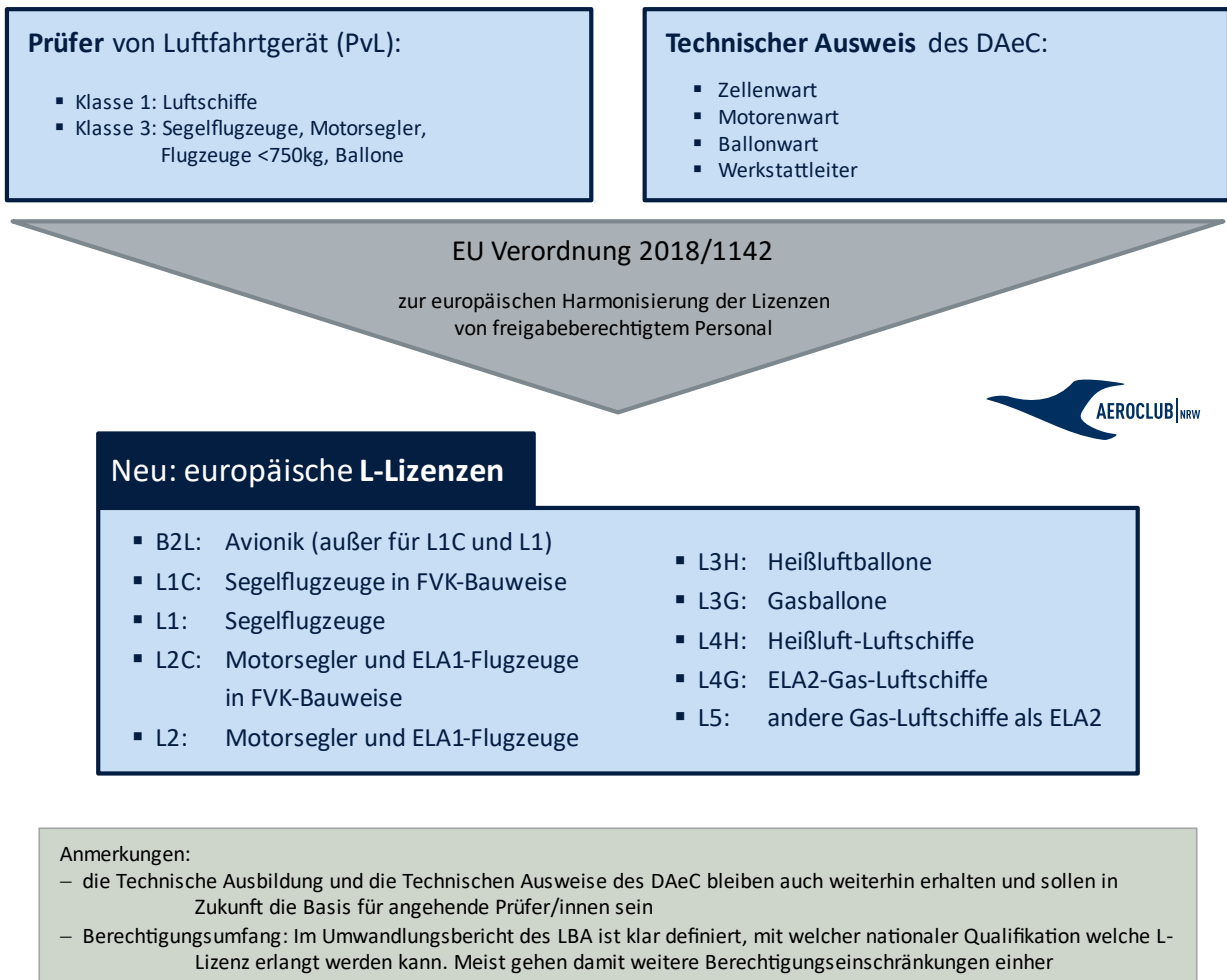 Prüfer von Luftfahrtgerät (PvL):
▪ Klasse 1: Luftschiffe
▪ Klasse 3: Segelflugzeuge, Motorsegler,
Flugzeuge <750kg, Ballone
Technischer Ausweis des DAeC:
▪ Zellenwart
▪ Motorenwart
▪ Ballonwart
▪ Werkstattleiter
EU Verordnung 2018/1142
zur europäischen Harmonisierung der Lizenzen
von freigabeberechtigtem Personal
AEROCLUB|NRW
Neu: europäische L-Lizenzen
▪ B2L: Avionik (außer für L1C und L1)
▪ L1C: Segelflugzeuge in FVK-Bauweise
▪ L1: Segelflugzeuge
▪ L2C: Motorsegler und ELA1-Flugzeuge
in FVK-Bauweise
▪ L2: Motorsegler und ELA1-Flugzeuge
▪ L3H: Heißluftballone
▪ L3G: Gasballone
▪ L4H: Heißluft-Luftschiffe
▪ L4G: ELA2-Gas-Luftschiffe
▪ L5: andere Gas-Luftschiffe als ELA2
Anmerkungen:
– die Technische Ausbildung und die Technischen Ausweise des DAeC bleiben auch weiterhin erhalten und sollen in
Zukunft die Basis für angehende Prüfer/innen sein
– Berechtigungsumfang: Im Umwandlungsbericht des LBA ist klar definiert, mit welcher nationaler Qualifikation welche L-
Lizenz erlangt werden kann. Meist gehen damit weitere Berechtigungseinschränkungen einher